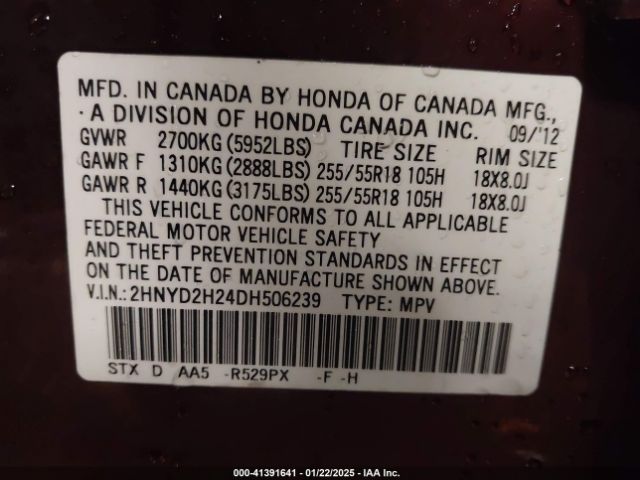 MFD. IN CANADA BY HONDA OF CANADA MFG.,
·A DIVISION OF HONDA CANADA INC. 09/'12
GVWR 2700KG(5952LBS) TIRE SIZE RIM SIZE
GAWR F 1310KG(2888LBS) 255/55R18 105H 18X8.0J
GAWR R 1440KG(3175LBS) 255/55R18 105H 18X8.0J
THIS VEHICLE CONFORMS TO ALL APPLICABLE
FEDERAL MOTOR VEHICLE SAFETY
AND THEFT PREVENTION STANDARDS IN EFFECT
ON THE DATE OF MANUFACTURE SHOWN ABOVE.
V.I.N.:2HNYD2H24DH506239 TYPE: MPV
STX D AA5 -R529PX -F -H
000-41391641 - 01/22/2025 - IAA Inc.